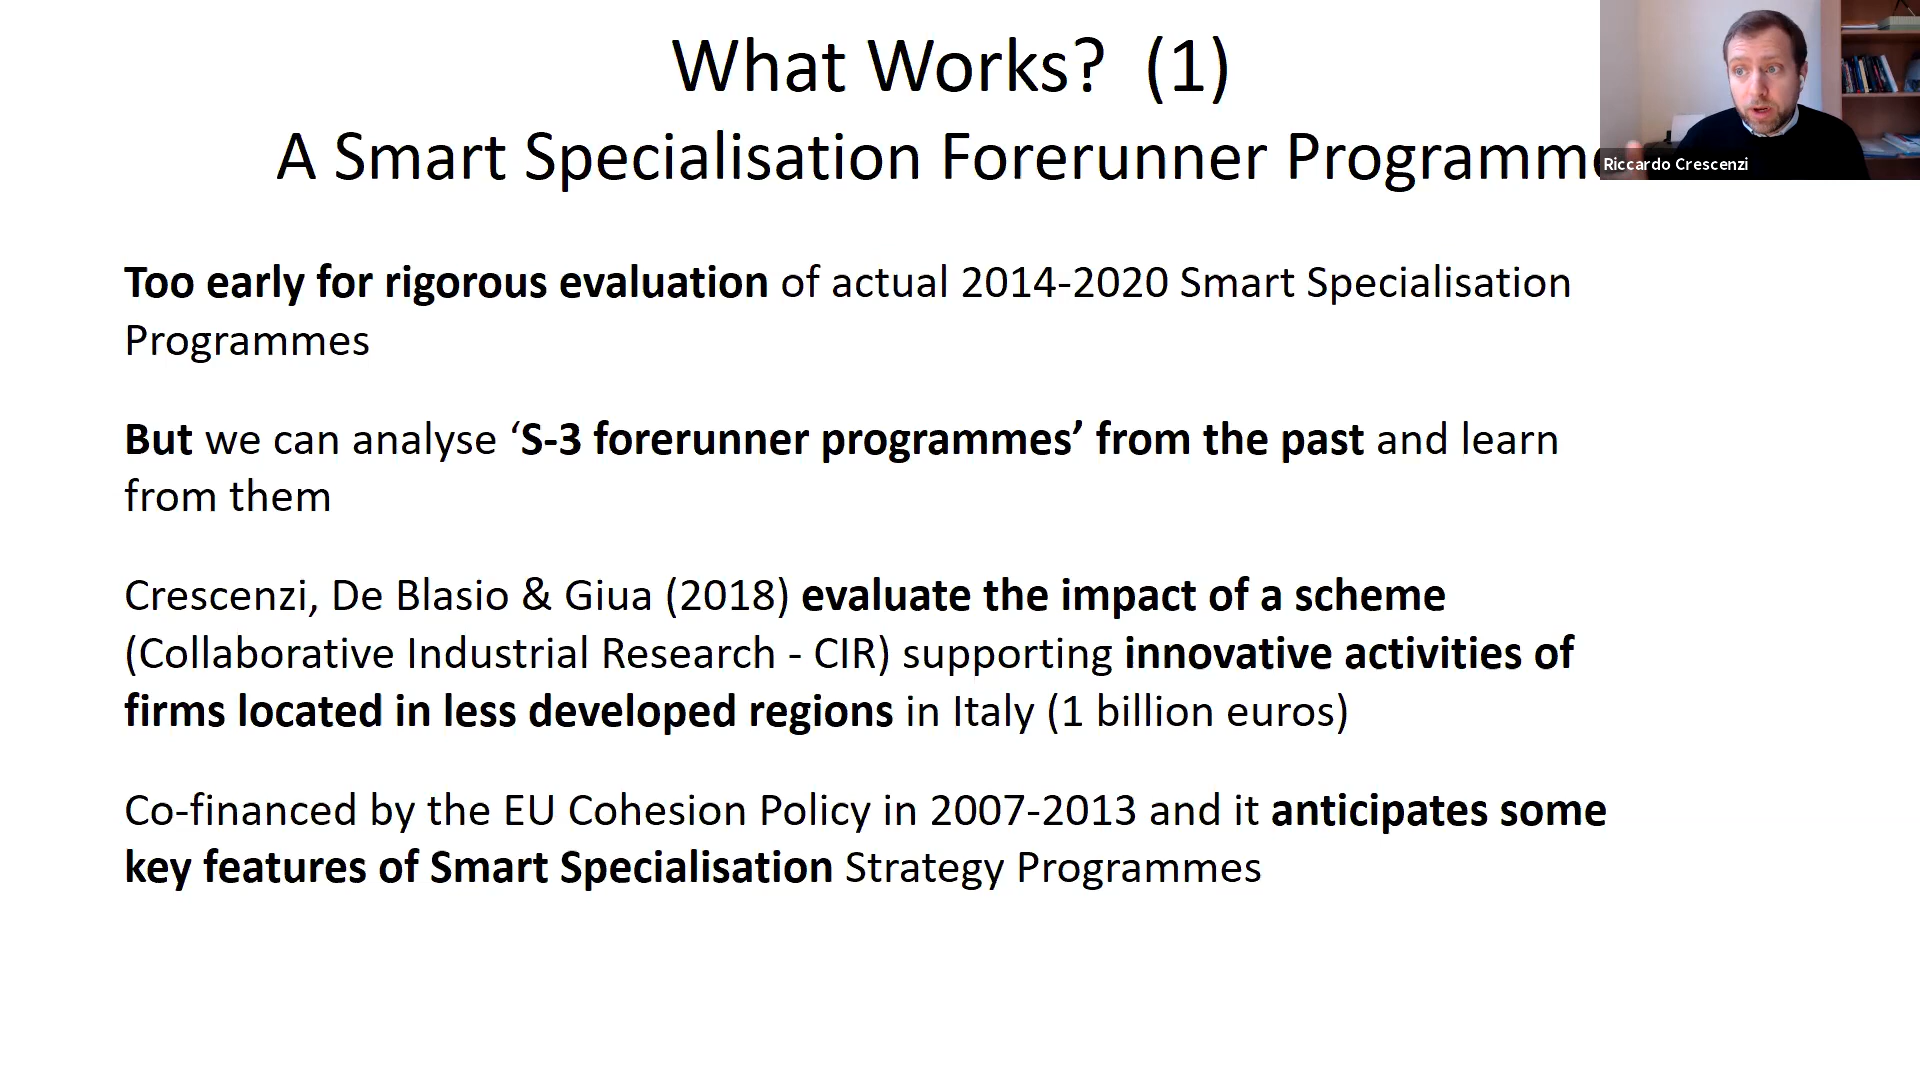 What Works? (1)
A Smart Specialisation Forerunner Programme
Riccardo Crescenzi
Too early for rigorous evaluation of actual 2014-2020 Smart Specialisation
Programmes
But we can analyse ‘S-3 forerunner programmes’ from the past and learn
from them
Crescenzi, De Blasio & Giua (2018) evaluate the impact of a scheme
(Collaborative Industrial Research - CIR) supporting innovative activities of
firms located in less developed regions in Italy (1 billion euros)
Co-financed by the EU Cohesion Policy in 2007-2013 and it anticipates some
key features of Smart Specialisation Strategy Programmes